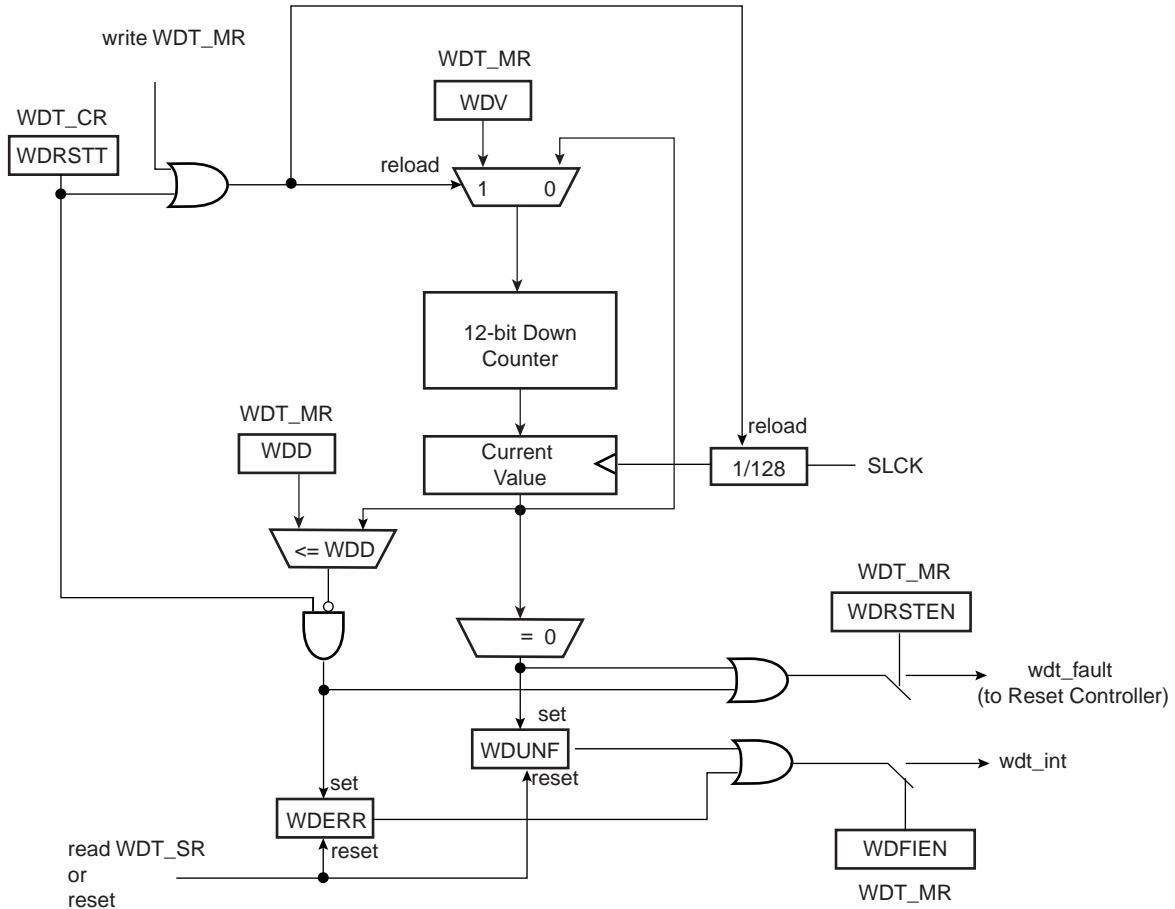 write WDT_MR
WDT_MR
WDV
WDT_CR
WDRSTT
reload
1 0
12-bit Down
Counter
WDT_MR
WDD
reload
Current
Value
1/128
SLCK
<= WDD
WDT_MR
WDRSTEN
= 0
wdt_fault
(to Reset Controller)
set
WDUNF
reset
wdt_int
set
WDERR
reset
WDFIEN
WDT_MR
read WDT_SR
or
reset